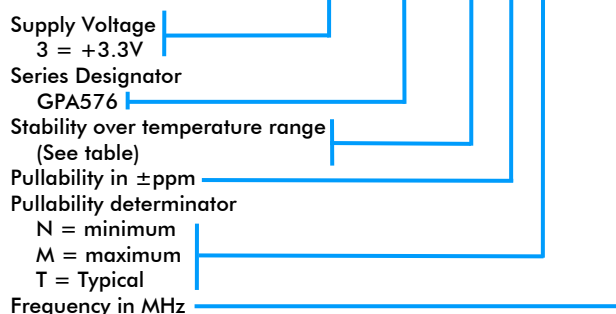 Supply Voltage
3 = +3.3V
Series Designator
GPA576
Stability over temperature range
(See table)
Pullability in ±ppm
Pullability determinator
N = minimum
M = maximum
T = Typical
Frequency in MHz